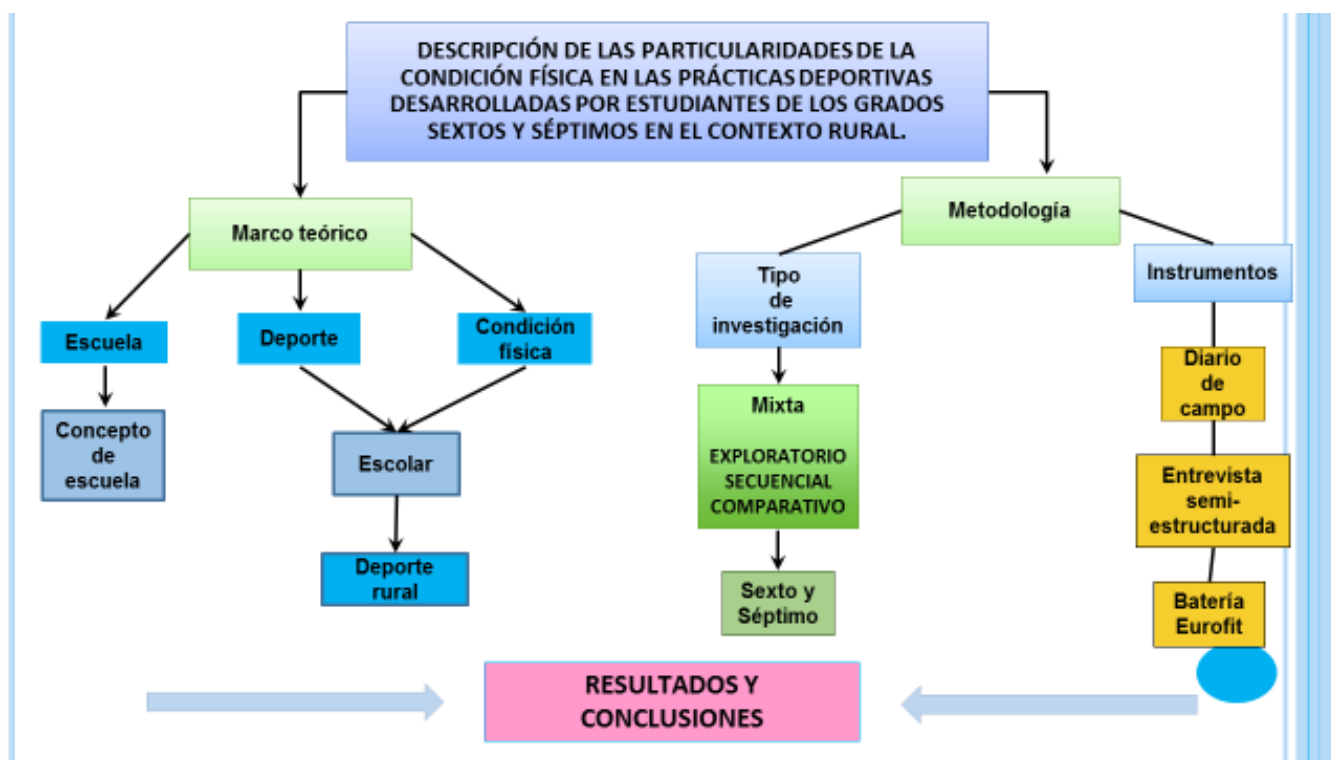 DESCRIPCIÓN DE LAS PARTICULARIDADES DE LA
CONDICIÓN FÍSICA EN LAS PRÁCTICAS DEPORTIVAS
DESARROLLADAS POR ESTUDIANTES DE LOS GRADOS
SEXTOS Y SÉPTIMOS EN EL CONTEXTO RURAL.
Marco teórico
Escuela
Deporte
Condición
física
Concepto
de
escuela
Escolar
Deporte
rural
Metodología
Tipo
de
investigación
Instrumentos
Mixta
EXPLORATORIO
SECUENCIAL
COMPARATIVO
Sexto y
Séptimo
Diario
de
campo
Entrevista
semi-
estructurada
Batería
Eurofit
RESULTADOS Y
CONCLUSIONES